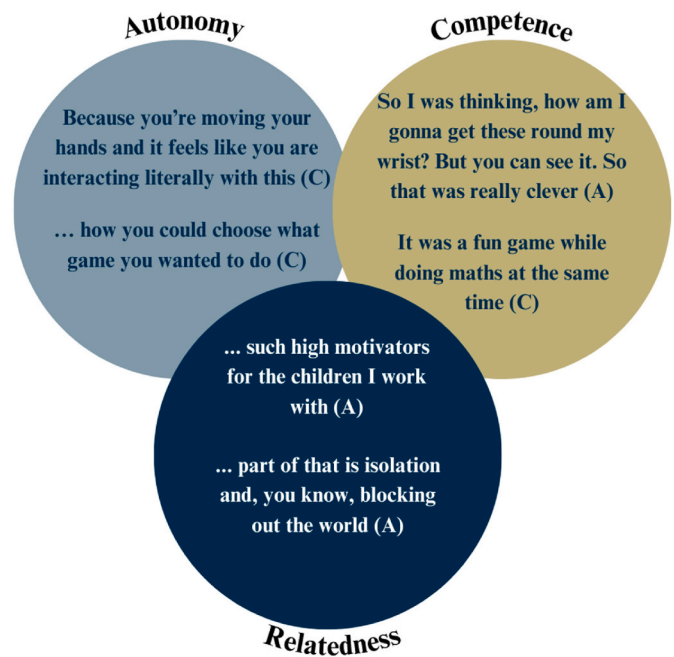 Autonomy
Because you’re moving your
hands and it feels like you are
interacting literally with this (C)
… how you could choose what
game you wanted to do (C)
Competence
So I was thinking, how am I
gonna get these round my
wrist? But you can see it. So
that was really clever (A)
It was a fun game while
doing maths at the same
time (C)
... such high motivators
for the children I work
with (A)
... part of that is isolation
and, you know, blocking
out the world (A)
Relatedness